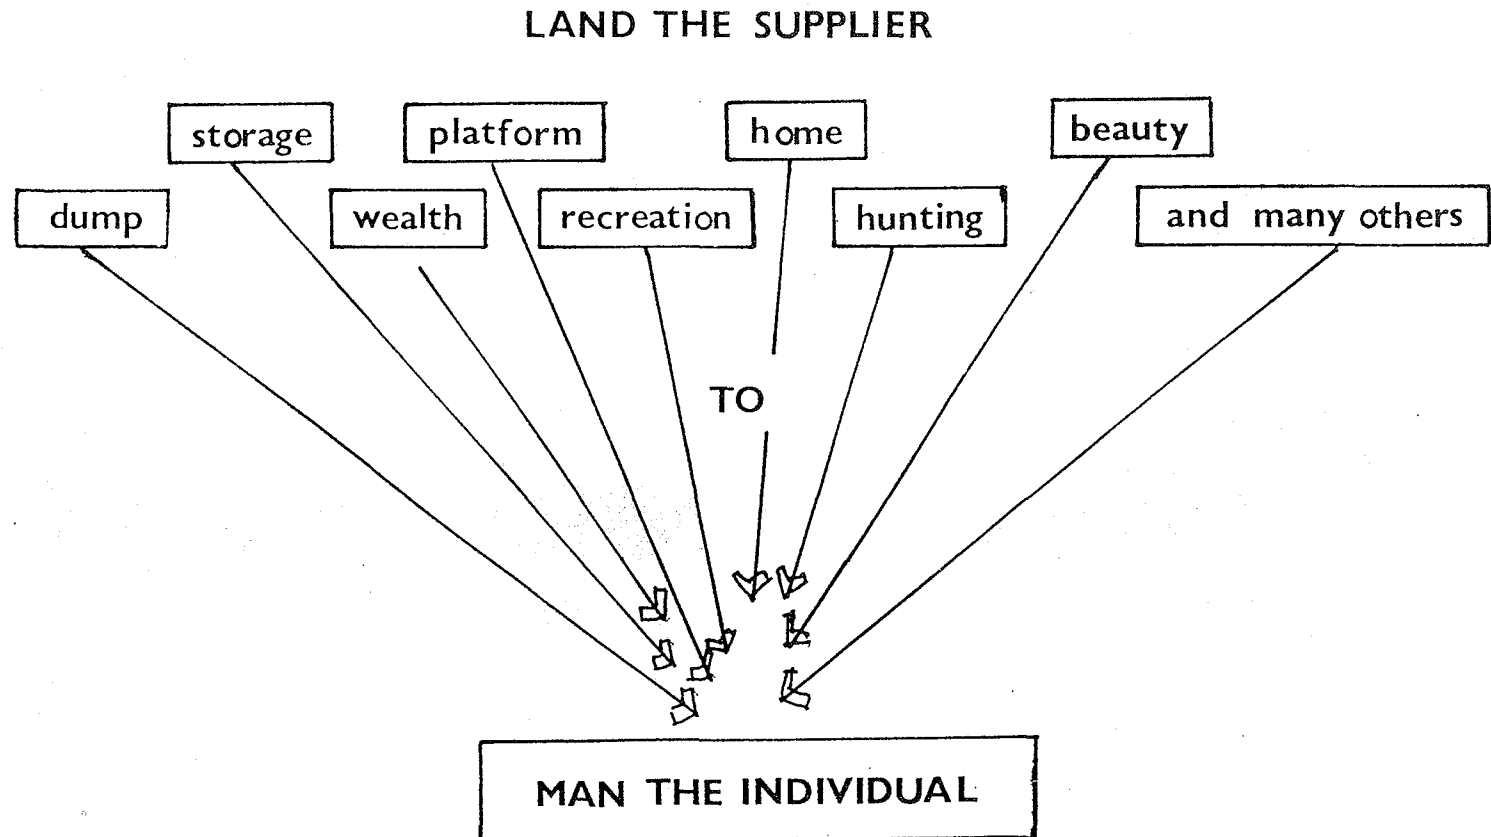 LAND THE SUPPLIER
storage platform home beauty
dump wealth recreation hunting and many others
TO
MAN THE INDIVIDUAL